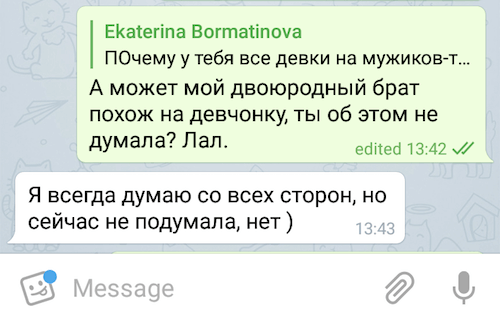 Ekaterina Bormatinova
ПОчему у тебя все девки на мужиков-т...
А может мой двоюродный брат
похож на девчонку, ты об этом не
думала? Лал.
edited 13:42
Я всегда думаю со всех сторон, но
сейчас не подумала, нет )
13:43
Message